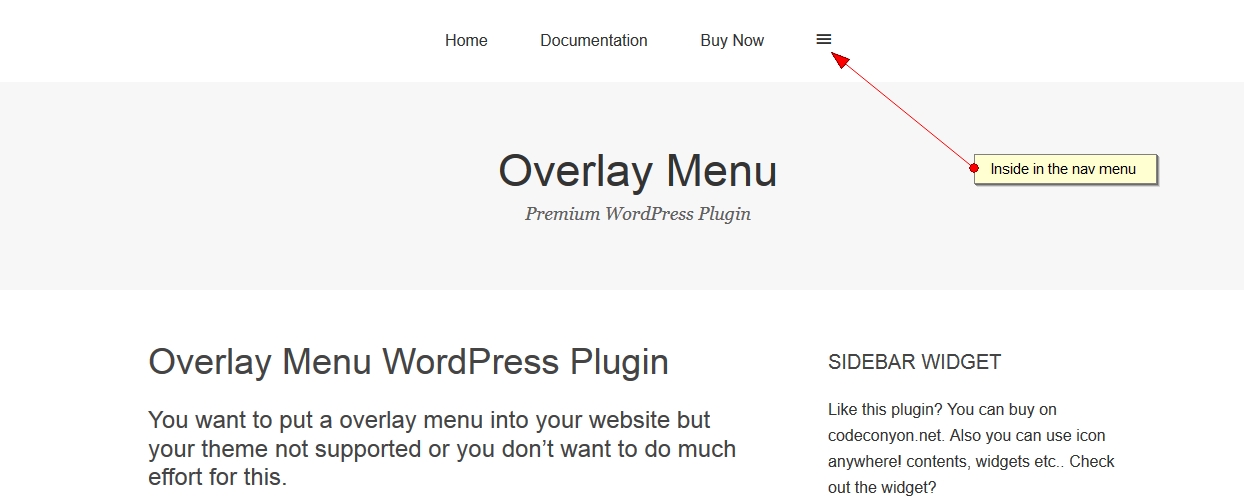 Home Documentation Buy Now
Inside in the nav menu
Overlay Menu
Premium WordPress Plugin
Overlay Menu WordPress Plugin
You want to put a overlay menu into your website but
your theme not supported or you don’t want to do much
effort for this.
SIDEBAR WIDGET
Like this plugin? You can buy on
codeconyon.net. Also you can use icon
anywhere! contents, widgets etc.. Check
out the widget?